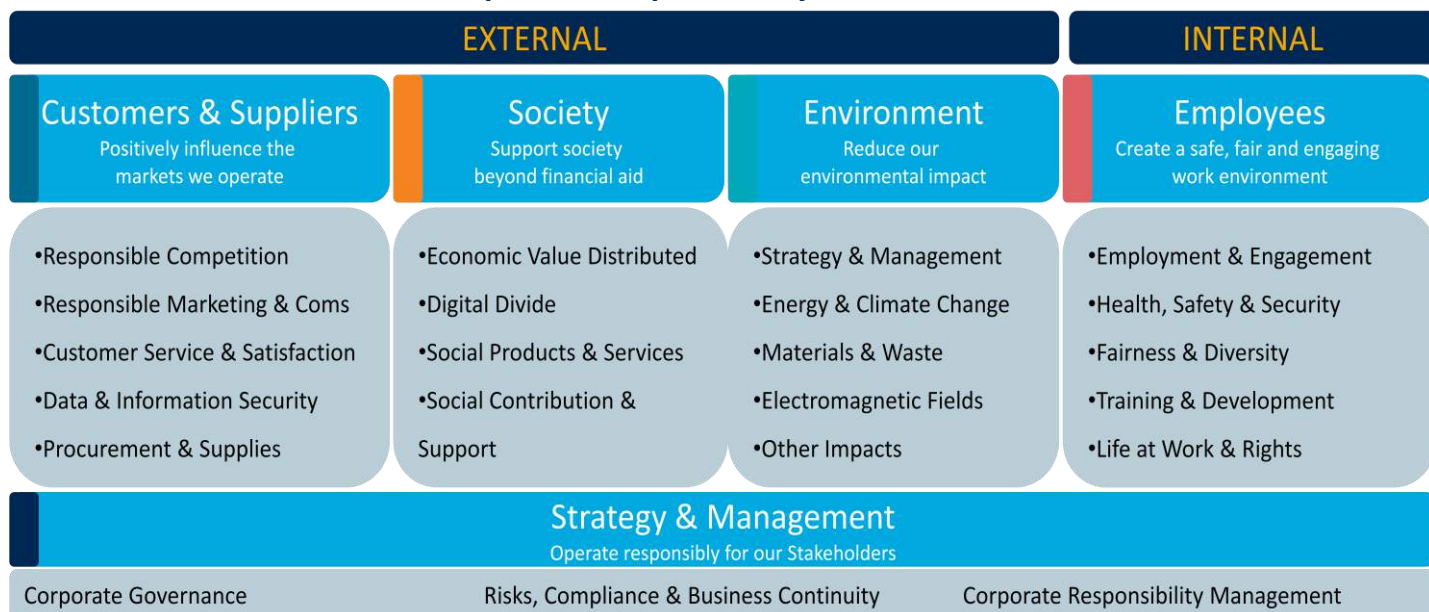 EXTERNAL
INTERNAL
Customers & Suppliers
Positively influence the
markets we operate
Society
Support society
beyond financial aid
Environment
Reduce our
environmental impact
Employees
Create a safe, fair and engaging
work environment
•Responsible Competition
•Responsible Marketing & Coms
•Customer Service & Satisfaction
•Data & Information Security
•Procurement & Supplies
•Economic Value Distributed
•Digital Divide
•Social Products & Services
•Social Contribution &
Support
•Strategy & Management
•Energy & Climate Change
•Materials & Waste
•Electromagnetic Fields
•Other Impacts
•Employment & Engagement
•Health, Safety & Security
•Fairness & Diversity
•Training & Development
•Life at Work & Rights
Strategy & Management
Operate responsibly for our Stakeholders
Corporate Governance
Risks, Compliance & Business Continuity
Corporate Responsibility Management